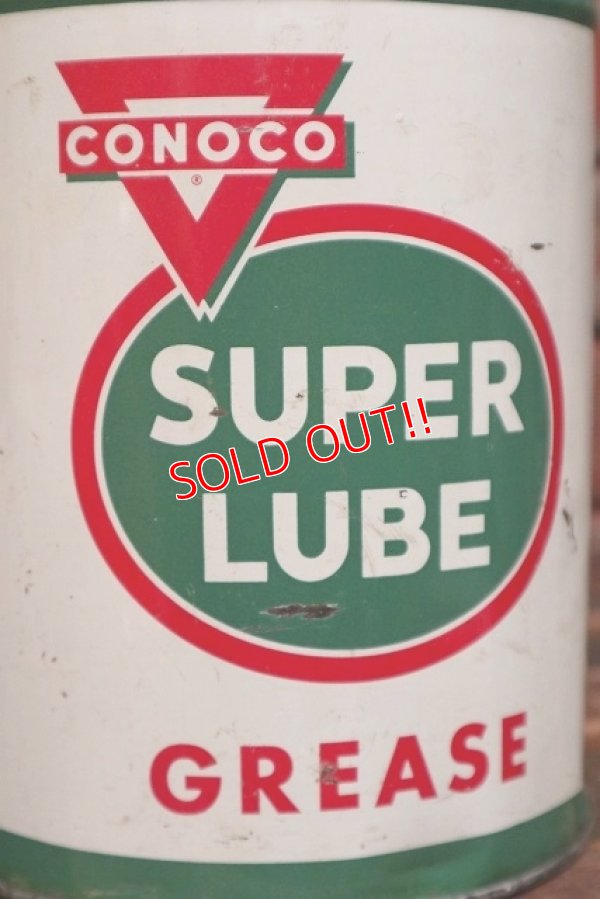 CONOCO
®
SUPER
SOLD OUT!!
LUBE
GREASE